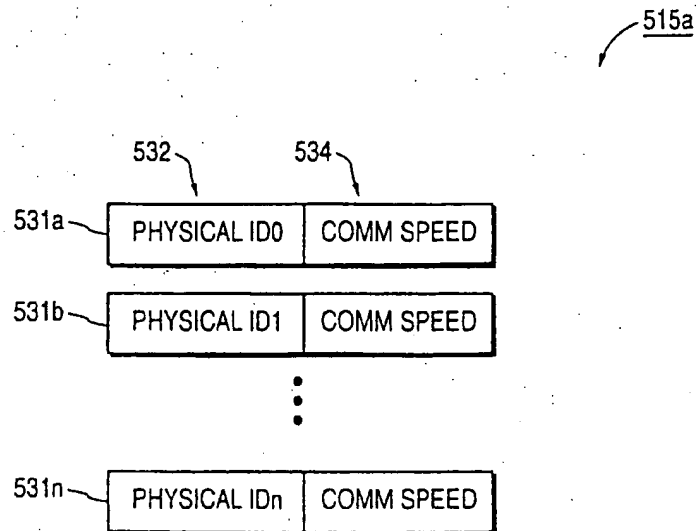 515a
532 534
531a PHYSICAL ID0 COMM SPEED
531b PHYSICAL ID1 COMM SPEED
531n PHYSICAL IDn COMM SPEED